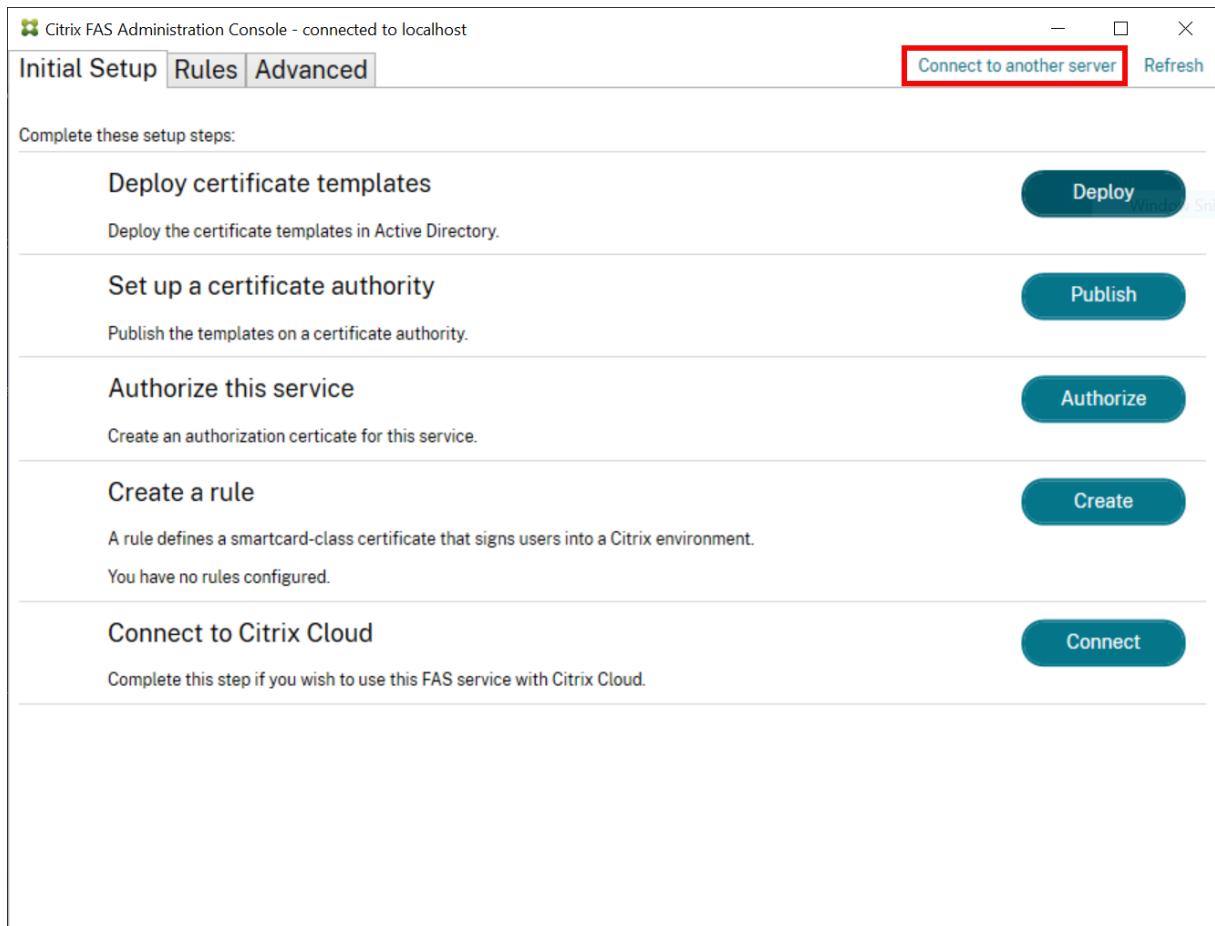 Citrix FAS Administration Console - connected to localhost
Initial Setup Rules Advanced Connect to another server Refresh
Complete these setup steps:
Deploy certificate templates
Deploy
Deploy the certificate templates in Active Directory.
Set up a certificate authority
Publish
Publish the templates on a certificate authority.
Authorize this service
Authorize
Create an authorization certicate for this service.
Create a rule
Create
A rule defines a smartcard-class certificate that signs users into a Citrix environment.
You have no rules configured.
Connect to Citrix Cloud
Connect
Complete this step if you wish to use this FAS service with Citrix Cloud.